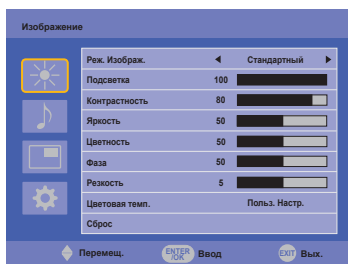 Изображение
Реж. Изображ. Стандартный
Подсветка 100
Контрастность 80
Яркость 50
Цветность 50
Фаза 50
Резкость 5
Цветовая темп. Польз. Настр.
Сброс
Перемещ. ENTER /OK Ввод EXIT Вых.